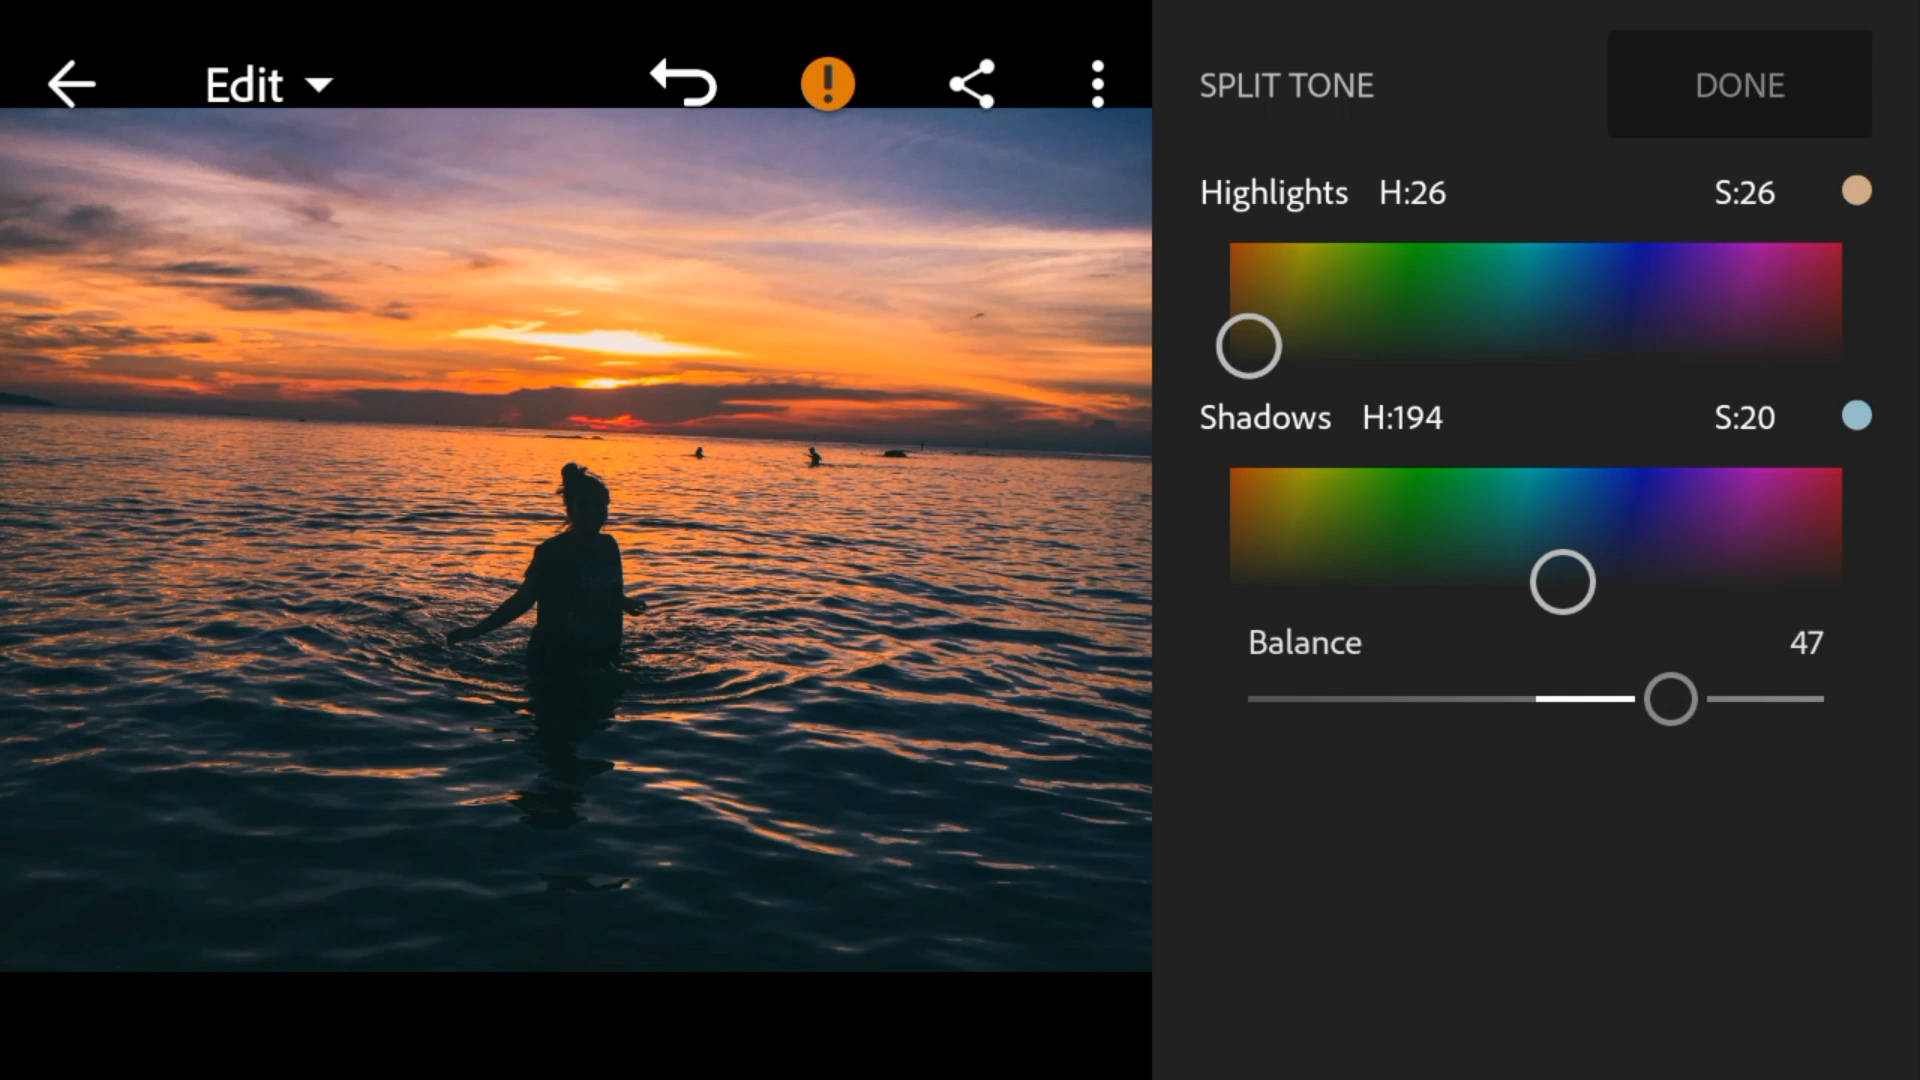 Edit
SPLIT TONE
DONE
Highlights H:26 S:26
Shadows H:194 S:20
Balance 47